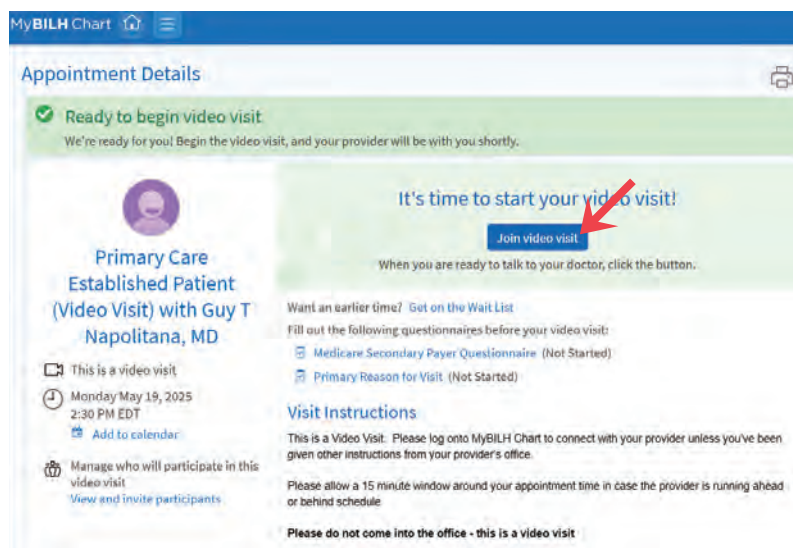 MyBILH Chart
Appointment Details
Ready to begin video visit
We're ready for you! Begin the video visit, and your provider will be with you shortly.
Primary Care
Established Patient
(Video Visit) with Guy T
Napolitana, MD
This is a video visit
Monday May 19, 2025
2:30 PM EDT
Add to calendar
Manage who will participate in this
video visit
View and invite participants
It's time to start your video visit!
Join video visit
When you are ready to talk to your doctor, click the button.
Want an earlier time? Get on the Wait List
Fill out the following questionnaires before your video visit:
Medicare Secondary Payer Questionnaire (Not Started)
Primary Reason for Visit (Not Started)
Visit Instructions
This is a Video Visit. Please log onto MyBILH Chart to connect with your provider unless you've been
given other instructions from your provider's office.
Please allow a 15 minute window around your appointment time in case the provider is running ahead
or behind schedule
Please do not come into the office - this is a video visit